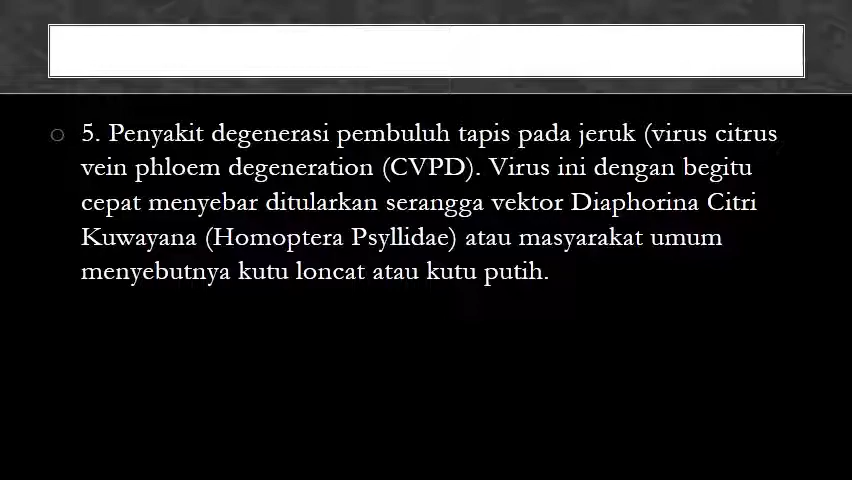 5. Penyakit degenerasi pembuluh tapis pada jeruk (virus citrus
vein phloem degeneration (CVPD). Virus ini dengan begitu
cepat menyebar ditularkan serangga vektor Diaphorina Citri
Kuwayana (Homoptera Psyllidae) atau masyarakat umum
menyebutnya kutu loncat atau kutu putih.